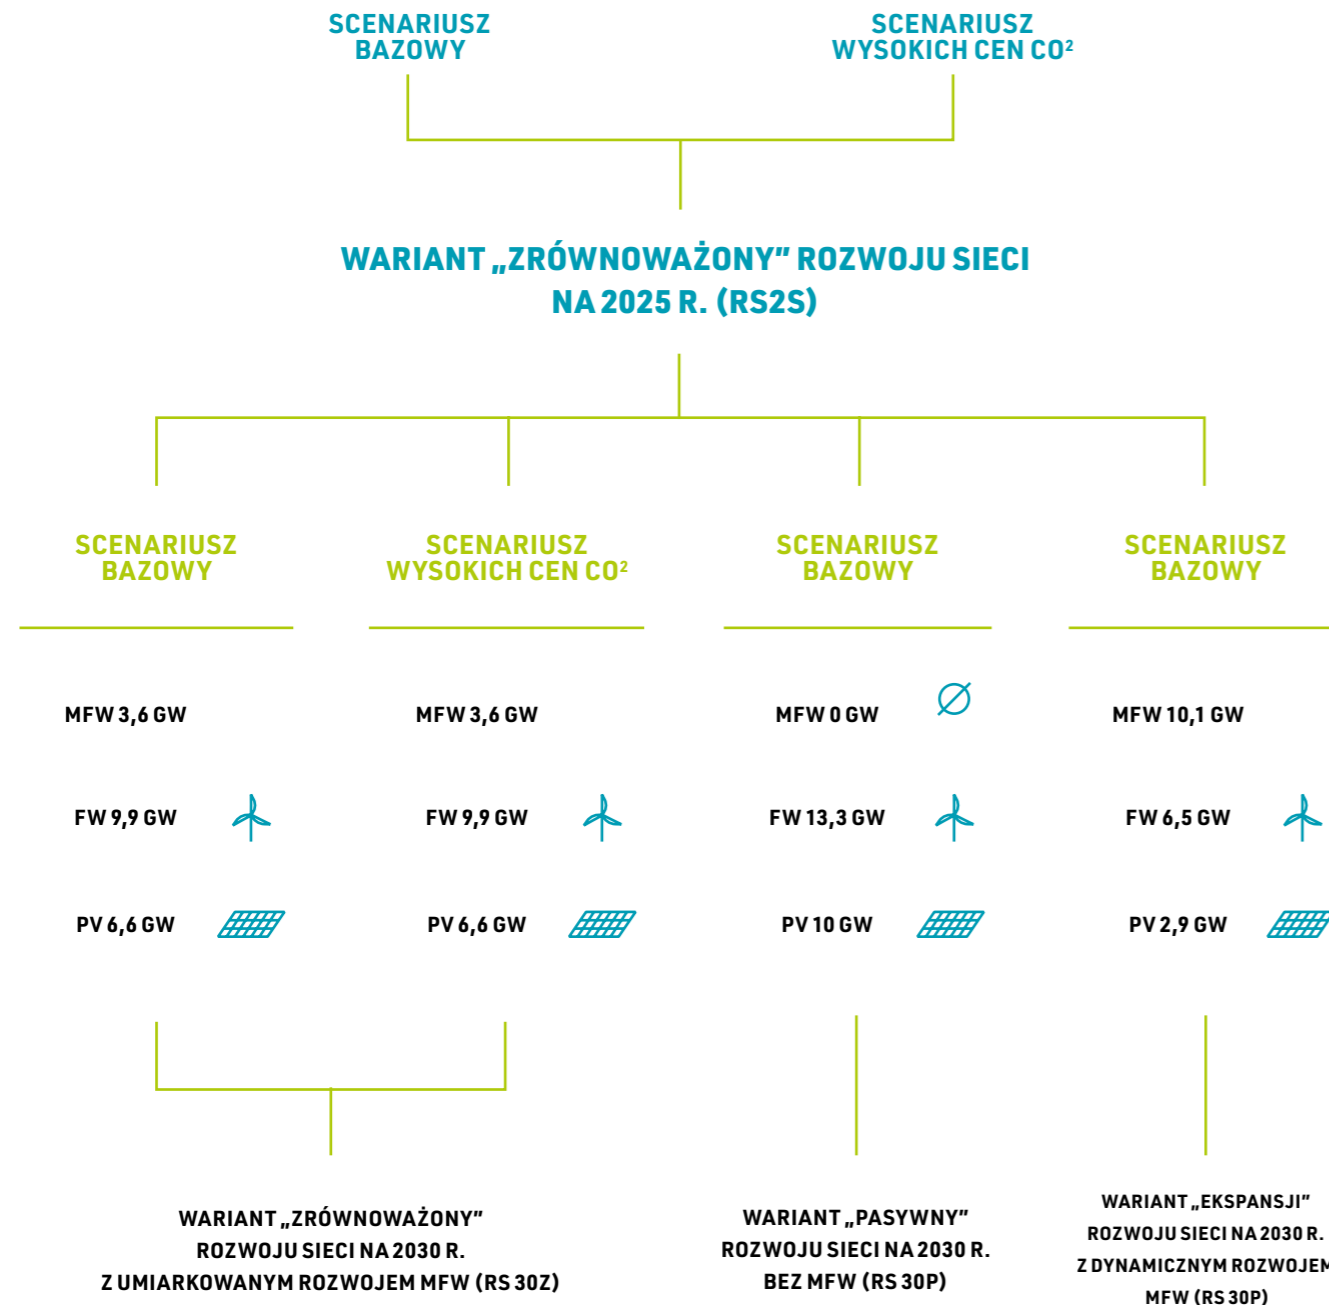 SCENARIUSZ
BAZOWY
SCENARIUSZ
WYSOKICH CEN CO²
WARIANT „ZRÓWNOWAŻONY” ROZWOJU SIECI
NA 2025 R. (RS2S)
SCENARIUSZ
BAZOWY
SCENARIUSZ
WYSOKICH CEN CO²
SCENARIUSZ
BAZOWY
SCENARIUSZ
BAZOWY
MFW 3,6 GW
MFW 3,6 GW
MFW 0 GW
MFW 10,1 GW
FW 9,9 GW
FW 9,9 GW
FW 13,3 GW
FW 6,5 GW
PV 6,6 GW
PV 6,6 GW
PV 10 GW
PV 2,9 GW
WARIANT „ZRÓWNOWAŻONY”
ROZWOJU SIECI NA 2030 R.
Z UMIARKOWANYM ROZWOJEM MFW (RS 30Z)
WARIANT „PASYWNY”
ROZWOJU SIECI NA 2030 R.
BEZ MFW (RS 30P)
WARIANT „EKSPANSJI”
ROZWOJU SIECI NA 2030 R.
Z DYNAMICZNYM ROZWOJEM
MFW (RS 30P)